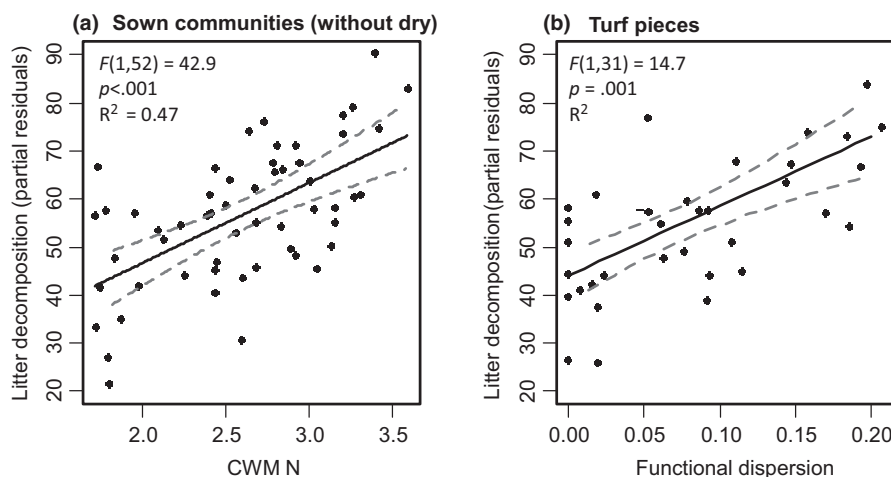 (a) Sown communities (without dry)
F(1,52) = 42.9
p<.001
R² = 0.47
Litter decomposition (partial residuals)
90
80
70
60
50
40
30
20
2.0 2.5 3.0 3.5
CWM N
(b) Turf pieces
F(1,31) = 14.7
p = .001
R²
Litter decomposition (partial residuals)
90
80
70
60
50
40
30
20
0.00 0.05 0.10 0.15 0.20
Functional dispersion